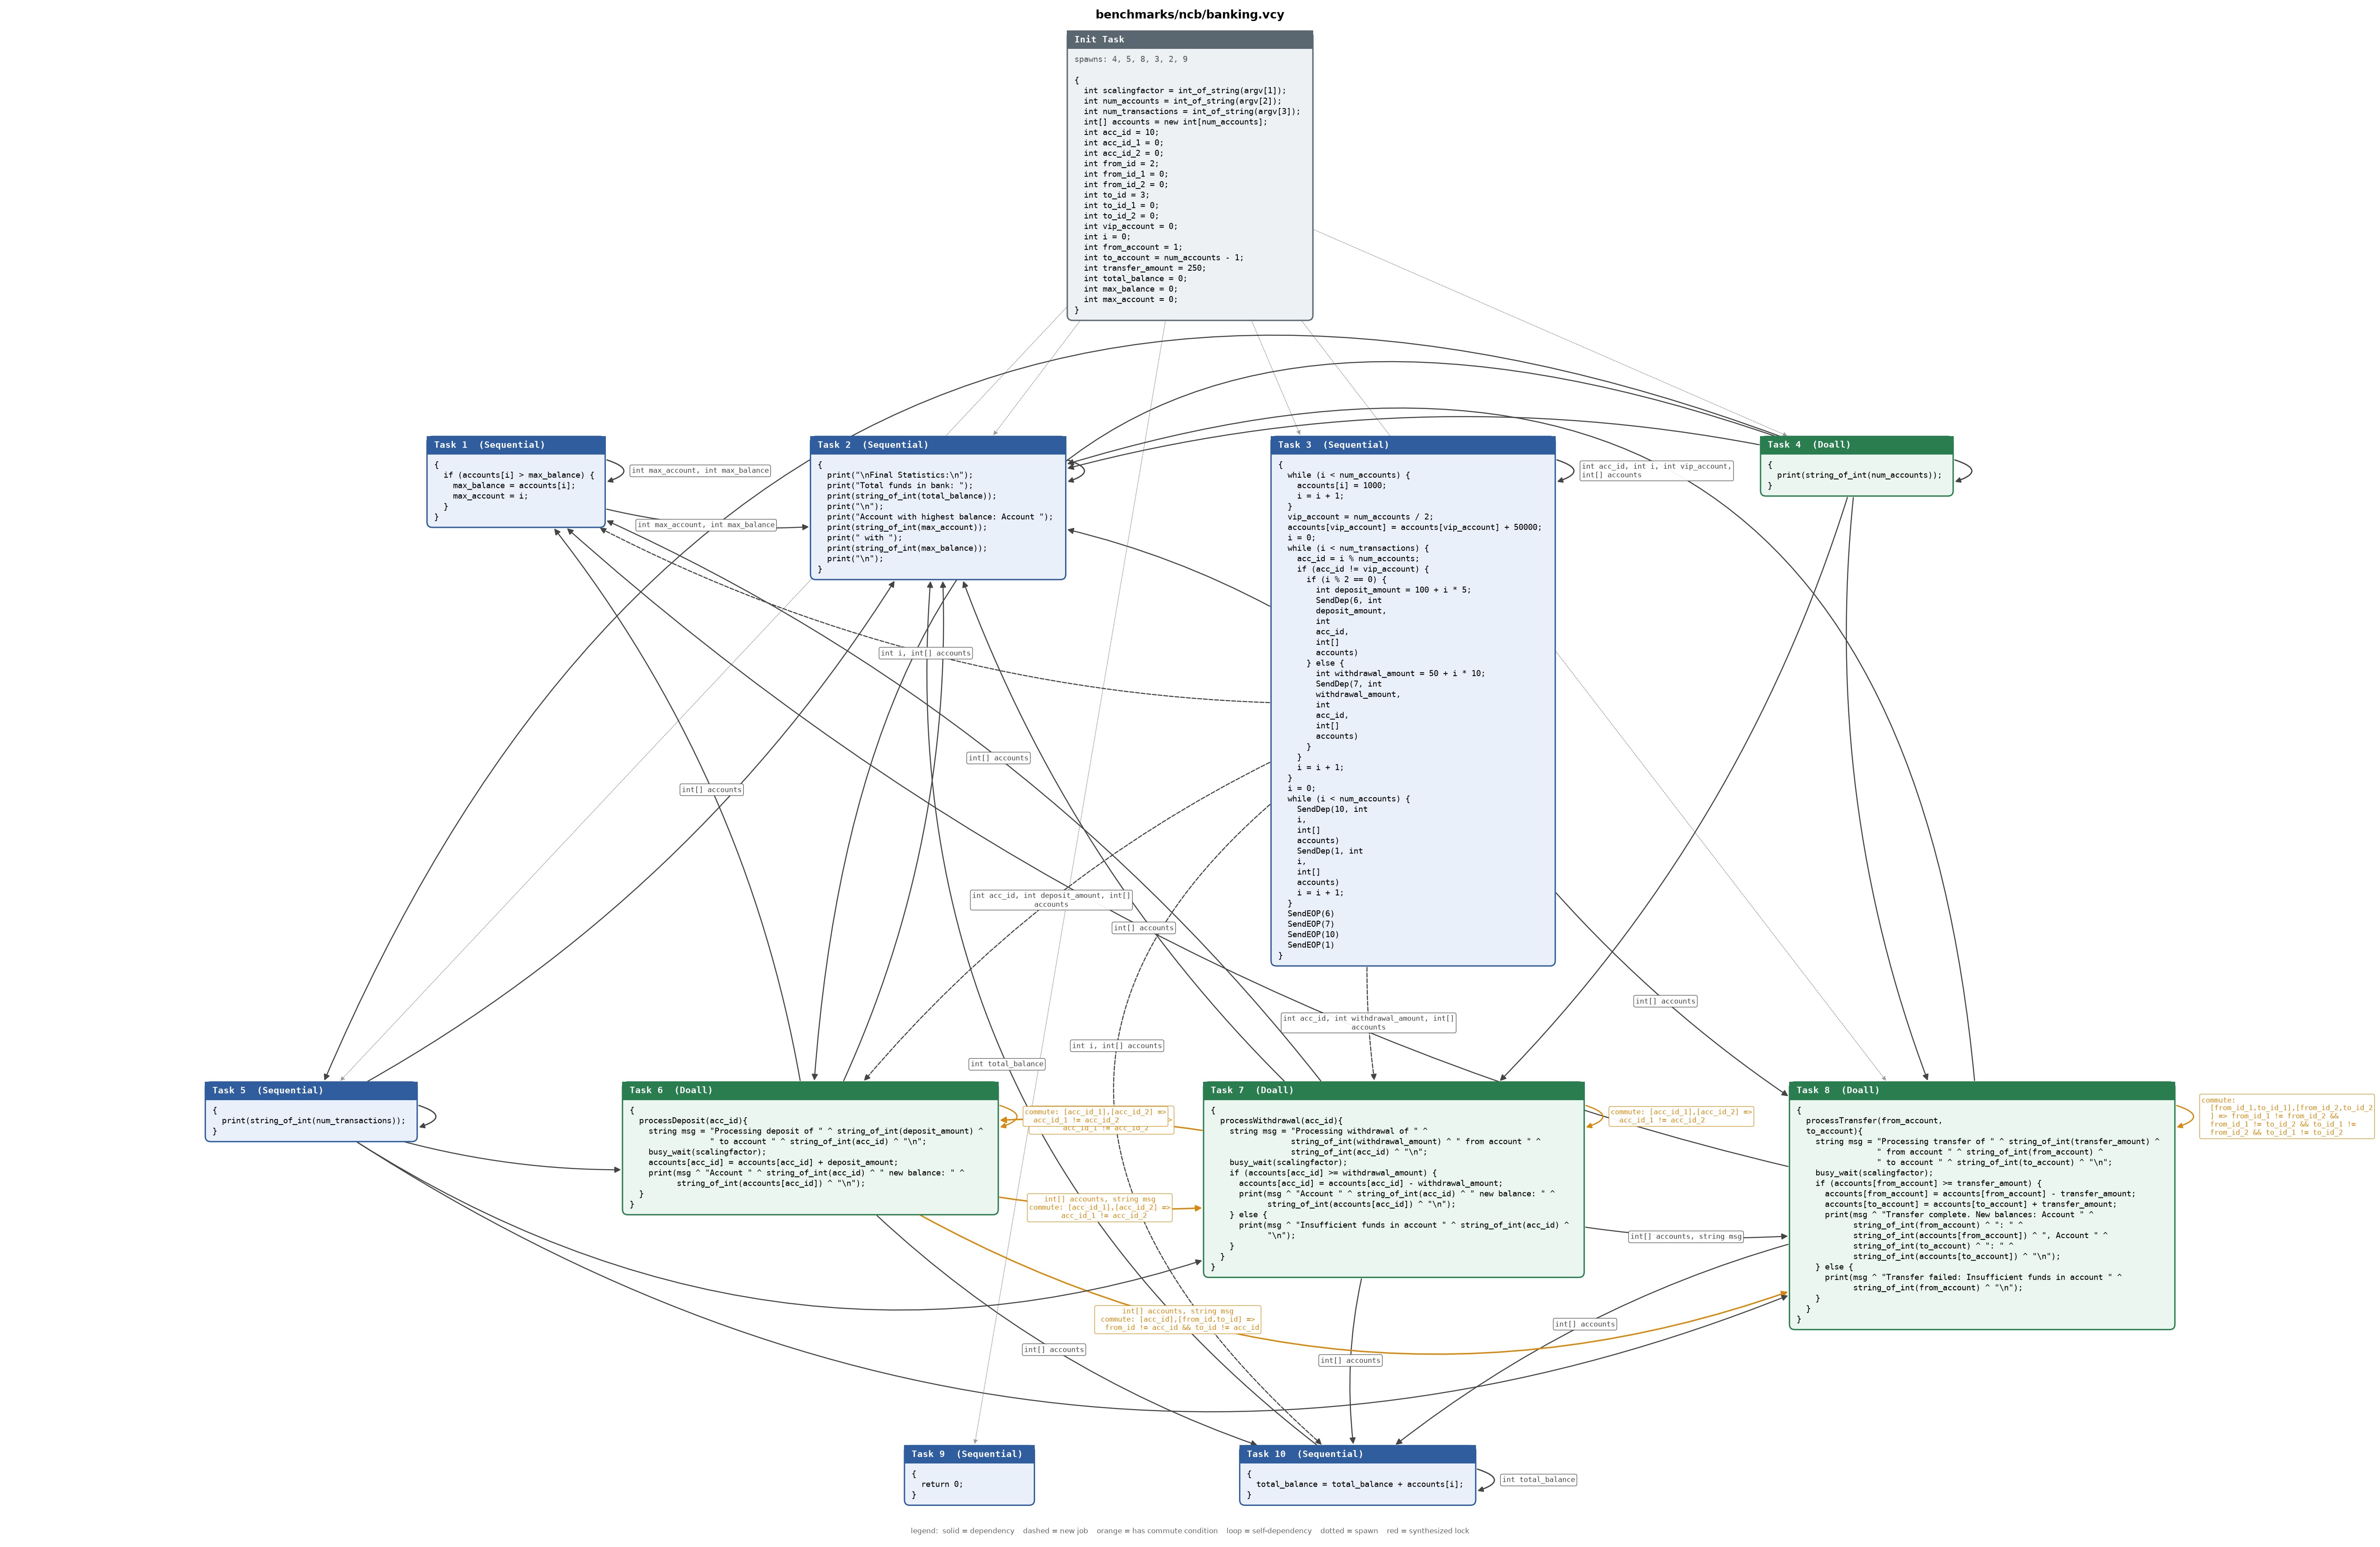 benchmarks/ncb/banking.vcy
Init Task
spawns: 4, 5, 8, 3, 2, 9
{
int scalingfactor = int_of_string(argv[1]);
int num_accounts = int_of_string(argv[2]);
int num_transactions = int_of_string(argv[3]);
int[] accounts = new int[num_accounts];
int acc_id = 10;
int acc_id_1 = 0;
int acc_id_2 = 0;
int from_id = 2;
int from_id_1 = 0;
int from_id_2 = 0;
int to_id = 3;
int to_id_1 = 0;
int to_id_2 = 0;
int vip_account = 0;
int i = 0;
int from_account = 1;
int to_account = num_accounts - 1;
int transfer_amount = 250;
int total_balance = 0;
int max_balance = 0;
int max_account = 0;
}
Task 1  (Sequential)
{
if (accounts[i] > max_balance) {
max_balance = accounts[i];
max_account = i;
}
}
int max_account, int max_balance
int max_account, int max_balance
Task 2  (Sequential)
{
print("\nFinal Statistics:\n");
print("Total funds in bank: ");
print(string_of_int(total_balance));
print("\n");
print("Account with highest balance: Account ");
print(string_of_int(max_account));
print(" with ");
print(string_of_int(max_balance));
print("\n");
}
Task 3  (Sequential)
{
while (i < num_accounts) {
accounts[i] = 1000;
i = i + 1;
}
vip_account = num_accounts / 2;
accounts[vip_account] = accounts[vip_account] + 50000;
i = 0;
while (i < num_transactions) {
acc_id = i % num_accounts;
if (acc_id != vip_account) {
if (i % 2 == 0) {
int deposit_amount = 100 + i * 5;
SendDep(6, int
deposit_amount,
int
acc_id,
int[]
accounts)
} else {
int withdrawal_amount = 50 + i * 10;
SendDep(7, int
withdrawal_amount,
int
acc_id,
int[]
accounts)
}
}
i = i + 1;
}
i = 0;
while (i < num_accounts) {
SendDep(10, int
i,
int[]
accounts)
SendDep(1, int
i,
int[]
accounts)
i = i + 1;
}
SendEOP(6)
SendEOP(7)
SendEOP(10)
SendEOP(1)
}
int acc_id, int i, int vip_account,
int[] accounts
Task 4  (Doall)
{
print(string_of_int(num_accounts));
}
int i, int[] accounts
int[] accounts
int[] accounts
int acc_id, int deposit_amount, int[]
accounts
int[] accounts
int[] accounts
int acc_id, int withdrawal_amount, int[]
accounts
int i, int[] accounts
int total_balance
Task 5  (Sequential)
{
print(string_of_int(num_transactions));
}
Task 6  (Doall)
{
processDeposit(acc_id){
string msg = "Processing deposit of " ^ string_of_int(deposit_amount) ^
" to account " ^ string_of_int(acc_id) ^ "\n";
busy_wait(scalingfactor);
accounts[acc_id] = accounts[acc_id] + deposit_amount;
print(msg ^ "Account " ^ string_of_int(acc_id) ^ " new balance: " ^
string_of_int(accounts[acc_id]) ^ "\n");
}
}
commute: [acc_id_1],[acc_id_2] =>
acc_id_1 != acc_id_2
acc_id_1 != acc_id_2
int[] accounts, string msg
commute: [acc_id_1],[acc_id_2] =>
acc_id_1 != acc_id_2
Task 7  (Doall)
{
processWithdrawal(acc_id){
string msg = "Processing withdrawal of " ^
string_of_int(withdrawal_amount) ^ " from account " ^
string_of_int(acc_id) ^ "\n";
busy_wait(scalingfactor);
if (accounts[acc_id] >= withdrawal_amount) {
accounts[acc_id] = accounts[acc_id] - withdrawal_amount;
print(msg ^ "Account " ^ string_of_int(acc_id) ^ " new balance: " ^
string_of_int(accounts[acc_id]) ^ "\n");
} else {
print(msg ^ "Insufficient funds in account " ^ string_of_int(acc_id) ^
"\n");
}
}
}
commute: [acc_id_1],[acc_id_2] =>
acc_id_1 != acc_id_2
int[] accounts, string msg
Task 8  (Doall)
{
processTransfer(from_account,
to_account){
string msg = "Processing transfer of " ^ string_of_int(transfer_amount) ^
" from account " ^ string_of_int(from_account) ^
" to account " ^ string_of_int(to_account) ^ "\n";
busy_wait(scalingfactor);
if (accounts[from_account] >= transfer_amount) {
accounts[from_account] = accounts[from_account] - transfer_amount;
accounts[to_account] = accounts[to_account] + transfer_amount;
print(msg ^ "Transfer complete. New balances: Account " ^
string_of_int(from_account) ^ ": " ^
string_of_int(accounts[from_account]) ^ ", Account " ^
string_of_int(to_account) ^ ": " ^
string_of_int(accounts[to_account]) ^ "\n");
} else {
print(msg ^ "Transfer failed: Insufficient funds in account " ^
string_of_int(from_account) ^ "\n");
}
}
}
commute:
[from_id_1,to_id_1],[from_id_2,to_id_2
] => from_id_1 != from_id_2 &&
from_id_1 != to_id_2 && to_id_1 !=
from_id_2 && to_id_1 != to_id_2
int[] accounts, string msg
commute: [acc_id],[from_id,to_id] =>
from_id != acc_id && to_id != acc_id
int[] accounts
int[] accounts
int[] accounts
Task 9  (Sequential)
{
return 0;
}
Task 10  (Sequential)
{
total_balance = total_balance + accounts[i];
}
int total_balance
legend:  solid = dependency    dashed = new job    orange = has commute condition    loop = self-dependency    dotted = spawn    red = synthesized lock